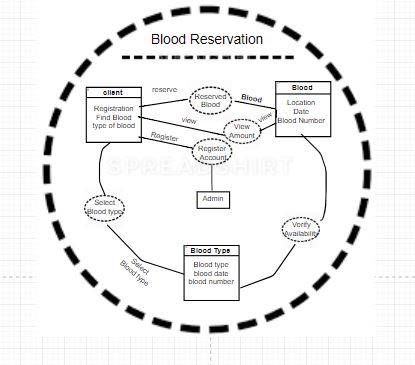 Blood Reservation
client
Registration
Find Blood
type of blood
reserve
Reserved
Blood
Blood
Blood
Location
Date
Blood Number
view
View
Amount
view
Register
Register
Account
SPREADSHIRT
Admin
Select
Blood type
Verify
Availability
Select
Blood type
Blood Type
Blood type
blood date
blood number